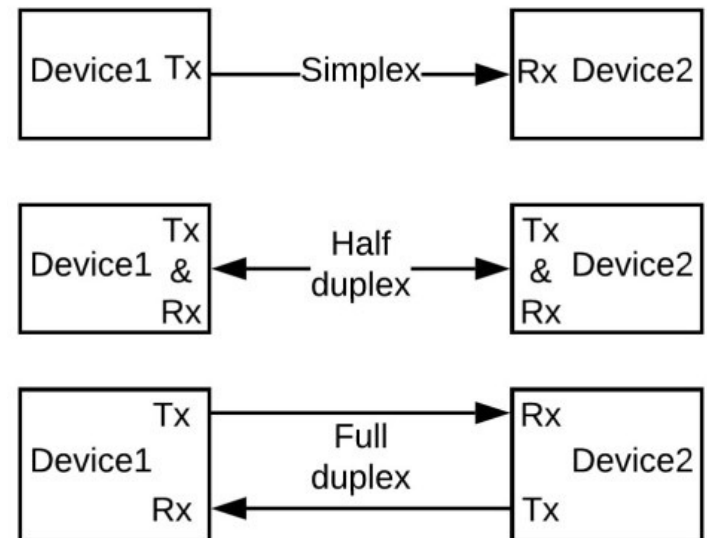 Device1 Tx Simplex Rx Device2
Tx Half Tx
Device1 & duplex & Device2
Rx Rx
Tx Full Rx
Device1 duplex Device2
Rx Tx